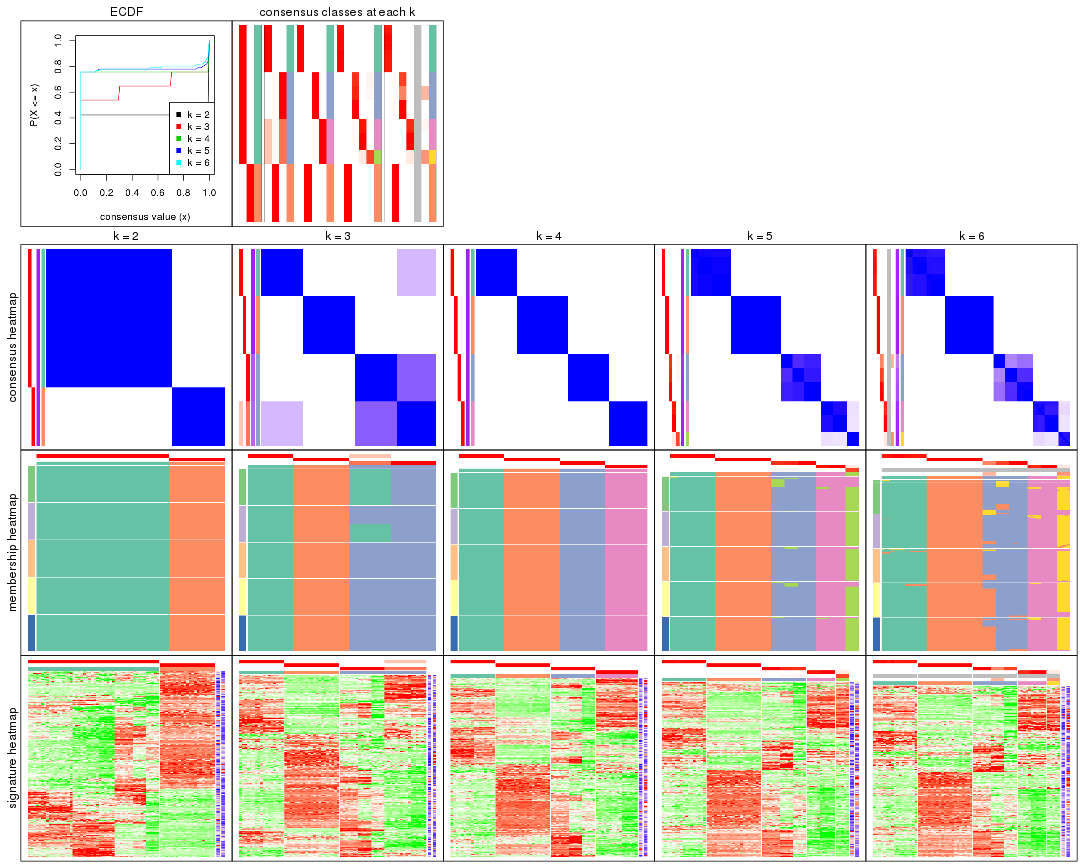 ECDF
consensus classes at each k
P(X <= x)
0.0 0.2 0.4 0.6 0.8 1.0
k = 2
k = 3
k = 4
k = 5
k = 6
0.0 0.2 0.4 0.6 0.8 1.0
consensus value (x)
k = 2
k = 3
k = 4
k = 5
k = 6
consensus heatmap
membership heatmap
signature heatmap